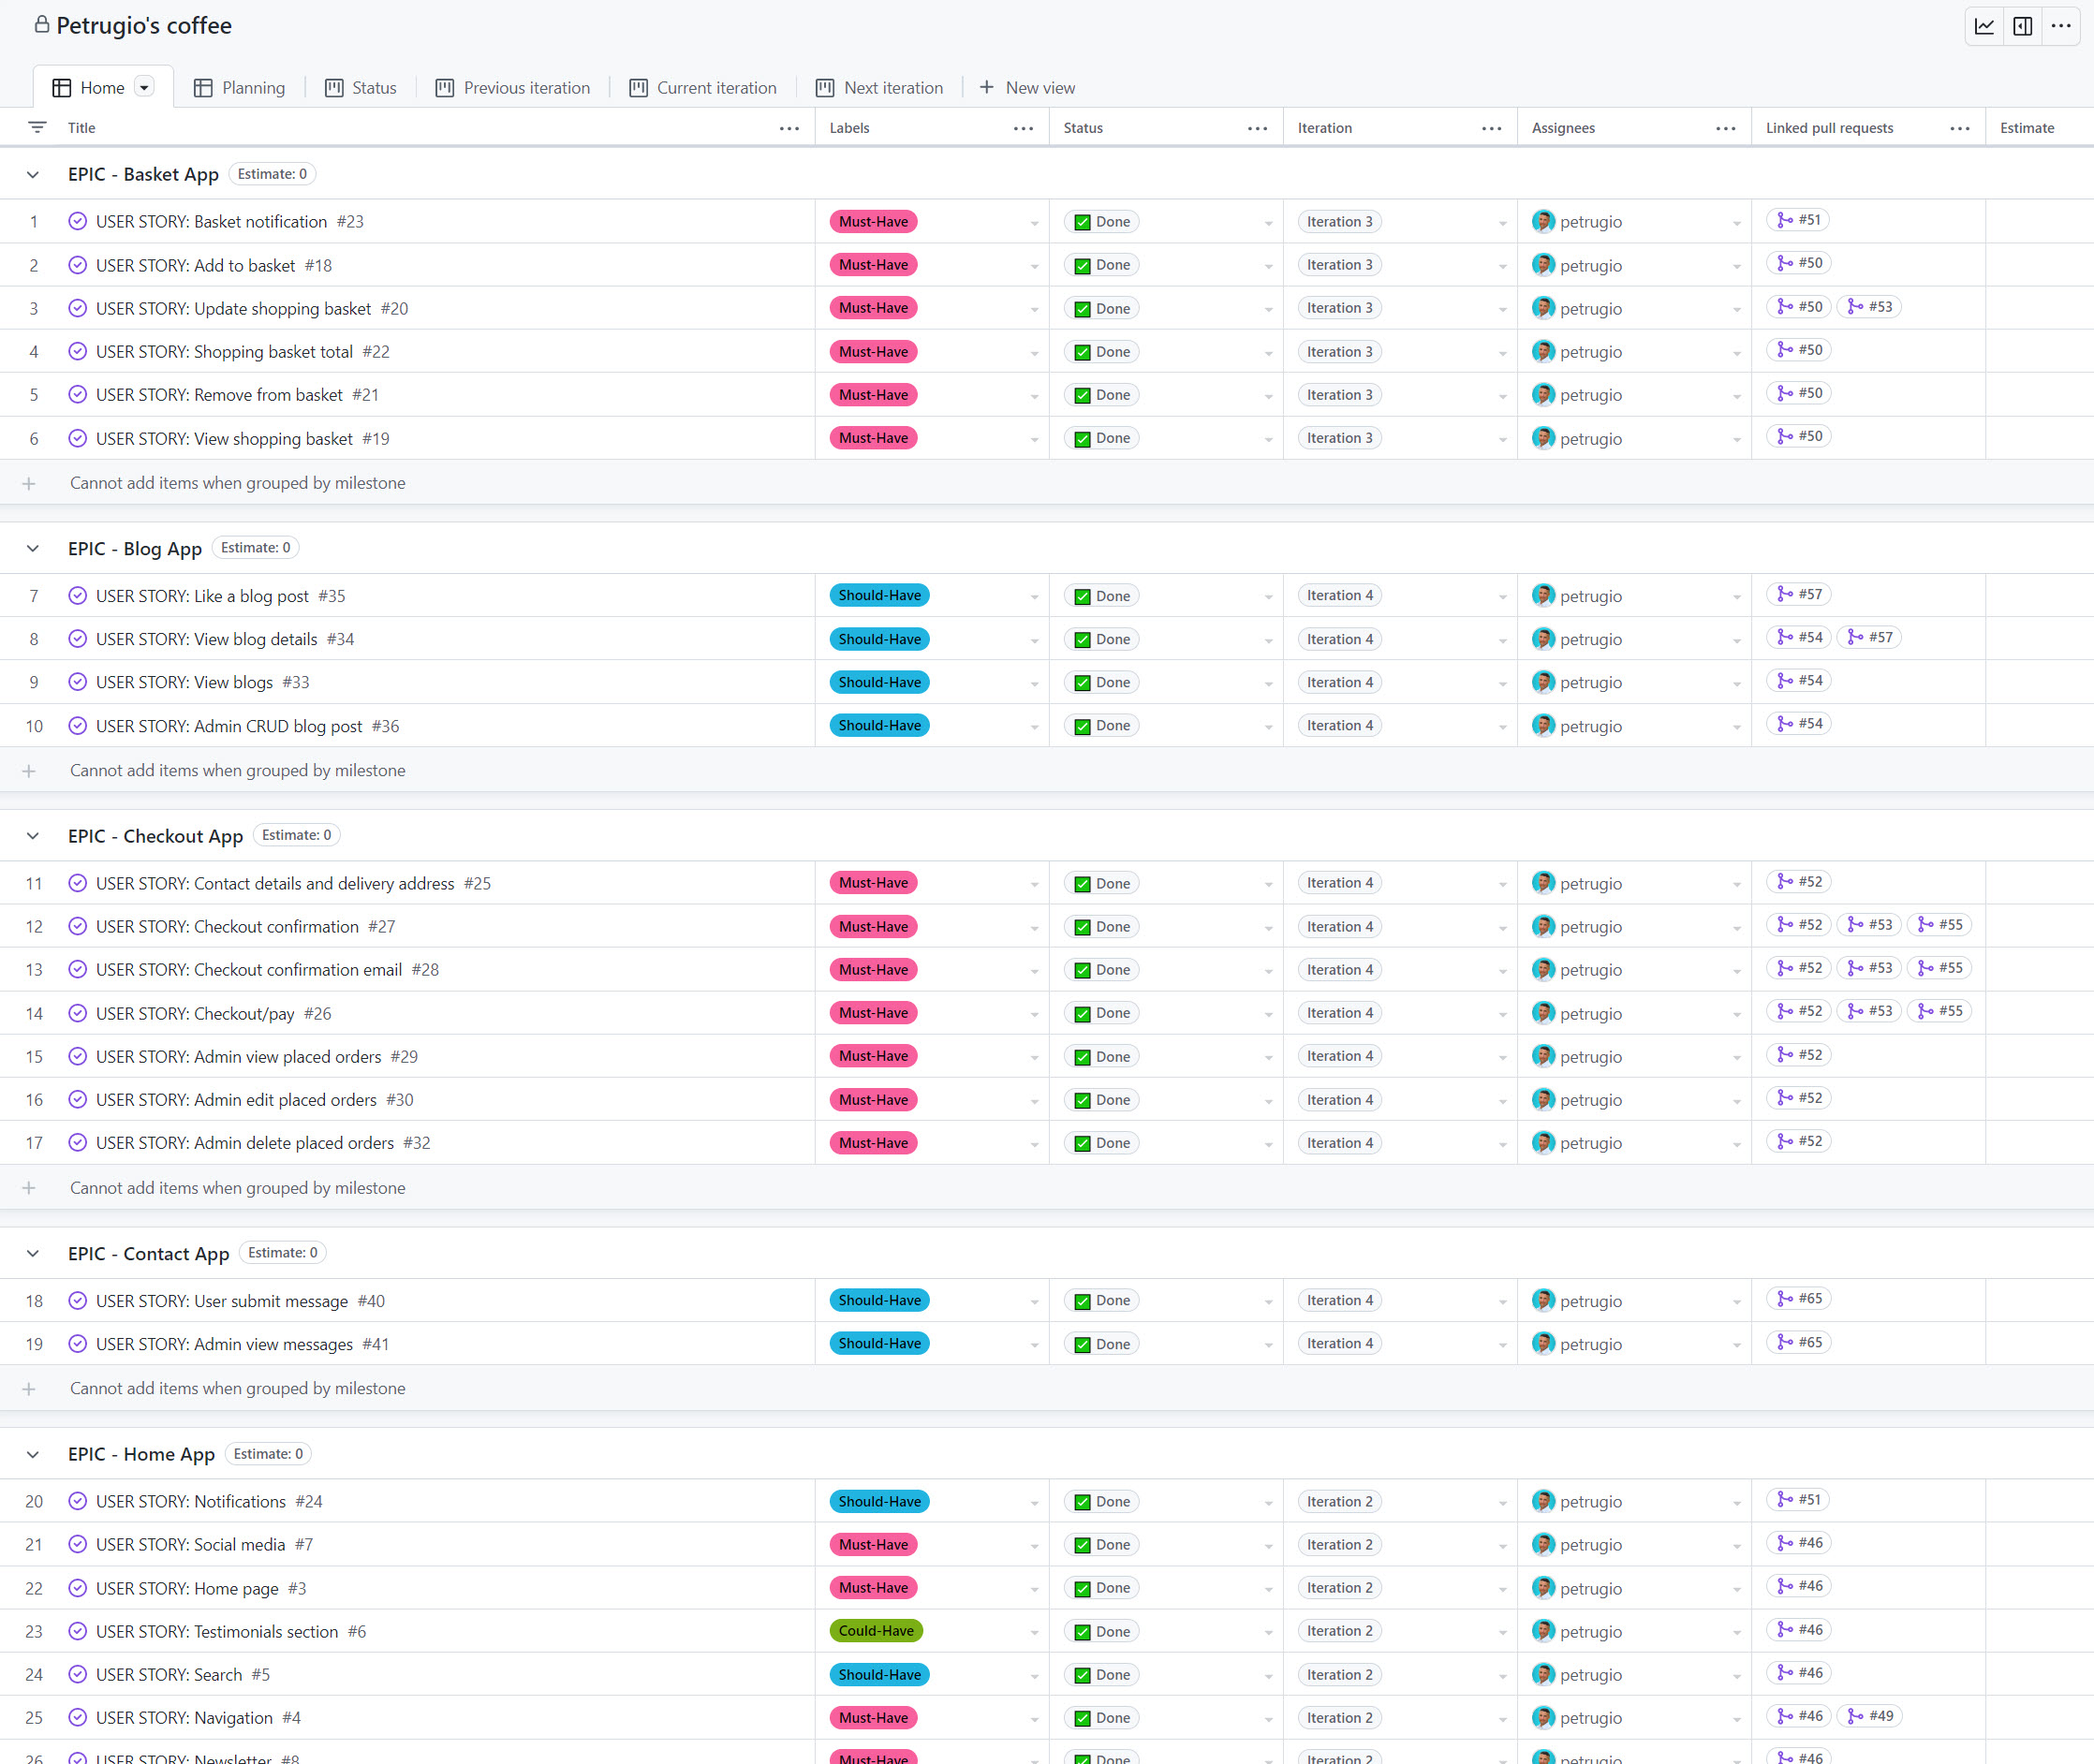 Petrugio's coffee
Home Planning Status Previous iteration Current iteration Next iteration New view
Title Labels Status Iteration Assignees Linked pull requests Estimate
EPIC - Basket App Estimate: 0
1 USER STORY: Basket notification #23 Must-Have Done Iteration 3 petrugio #51
2 USER STORY: Add to basket #18 Must-Have Done Iteration 3 petrugio #50
3 USER STORY: Update shopping basket #20 Must-Have Done Iteration 3 petrugio #50 #53
4 USER STORY: Shopping basket total #22 Must-Have Done Iteration 3 petrugio #50
5 USER STORY: Remove from basket #21 Must-Have Done Iteration 3 petrugio #50
6 USER STORY: View shopping basket #19 Must-Have Done Iteration 3 petrugio #50
Cannot add items when grouped by milestone
EPIC - Blog App Estimate: 0
7 USER STORY: Like a blog post #35 Should-Have Done Iteration 4 petrugio #57
8 USER STORY: View blog details #34 Should-Have Done Iteration 4 petrugio #54 #57
9 USER STORY: View blogs #33 Should-Have Done Iteration 4 petrugio #54
10 USER STORY: Admin CRUD blog post #36 Should-Have Done Iteration 4 petrugio #54
Cannot add items when grouped by milestone
EPIC - Checkout App Estimate: 0
11 USER STORY: Contact details and delivery address #25 Must-Have Done Iteration 4 petrugio #52
12 USER STORY: Checkout confirmation #27 Must-Have Done Iteration 4 petrugio #52 #53 #55
13 USER STORY: Checkout confirmation email #28 Must-Have Done Iteration 4 petrugio #52 #53 #55
14 USER STORY: Checkout/pay #26 Must-Have Done Iteration 4 petrugio #52 #53 #55
15 USER STORY: Admin view placed orders #29 Must-Have Done Iteration 4 petrugio #52
16 USER STORY: Admin edit placed orders #30 Must-Have Done Iteration 4 petrugio #52
17 USER STORY: Admin delete placed orders #32 Must-Have Done Iteration 4 petrugio #52
Cannot add items when grouped by milestone
EPIC - Contact App Estimate: 0
18 USER STORY: User submit message #40 Should-Have Done Iteration 4 petrugio #65
19 USER STORY: Admin view messages #41 Should-Have Done Iteration 4 petrugio #65
Cannot add items when grouped by milestone
EPIC - Home App Estimate: 0
20 USER STORY: Notifications #24 Should-Have Done Iteration 2 petrugio #51
21 USER STORY: Social media #7 Must-Have Done Iteration 2 petrugio #46
22 USER STORY: Home page #3 Must-Have Done Iteration 2 petrugio #46
23 USER STORY: Testimonials section #6 Could-Have Done Iteration 2 petrugio #46
24 USER STORY: Search #5 Should-Have Done Iteration 2 petrugio #46
25 USER STORY: Navigation #4 Must-Have Done Iteration 2 petrugio #46 #49
26 USER STORY: Newsletter #8 Must-Have Done Iteration 2 petrugio #46